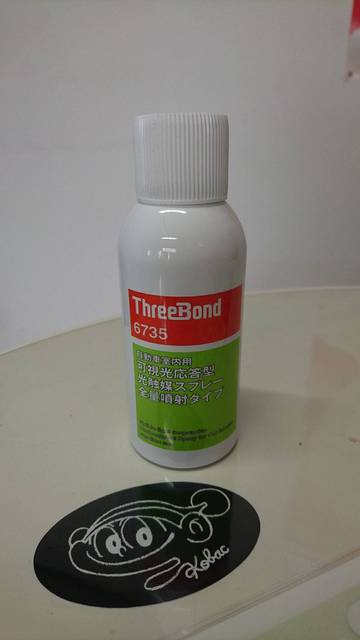 ThreeBond
6735
自動車室内用
可視光応答型
光触媒スプレー
全量噴射タイプ
Kobac